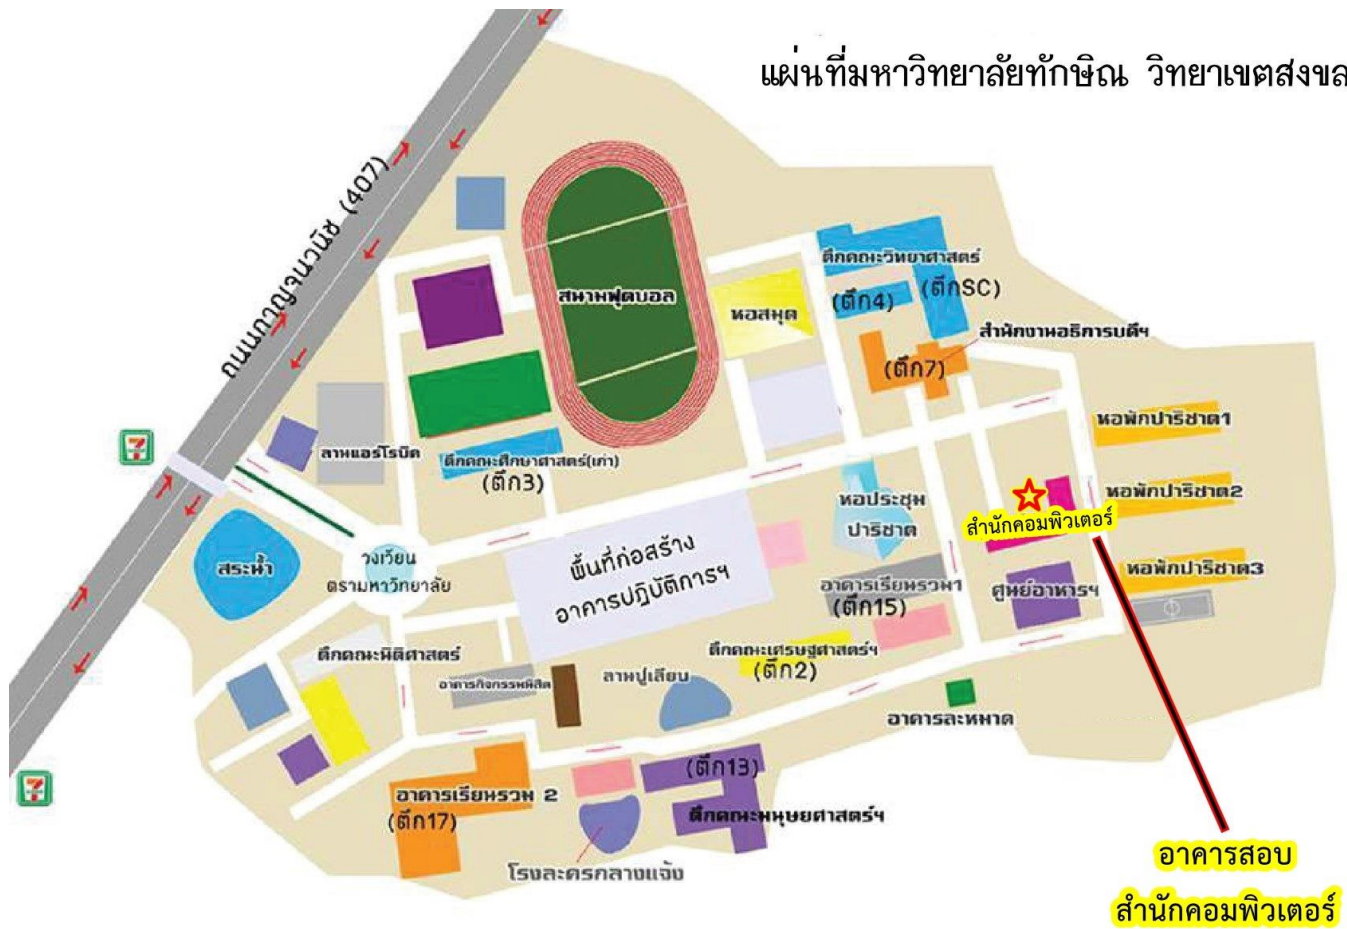 แผ่นที่มหาวิทยาลัยทักษิณ วิทยาเขตสงขล
ถนนกาญจนวนิช (407)
สนามฟุตบอล
หอสมุด
ตึกคณะวิทยาศาสตร์
(ตึก4)
(ตึกSC)
สำนักงานอธิการบดีฯ
(ตึก7)
หอพักปาริชาต1
หอพักปาริชาต2
หอพักปาริชาต3
7
ลานแอร์โรบิค
ตึกคณะศึกษาศาสตร์(เก่า)
(ตึก3)
หอประชุม
ปาริชาต
สำนักคอมพิวเตอร์
สระน้ำ
วงเวียน
ตรามหาวิทยาลัย
พื้นที่ก่อสร้าง
อาคารปฏิบัติการฯ
อาคารเรียนรวม1
(ตึก15)
ศูนย์อาหารฯ
ตึกคณะนิติศาสตร์
อาคารกิจกรรมนิสิต
ลานปูเลียบ
ตึกคณะเศรษฐศาสตร์ฯ
(ตึก2)
อาคารละหมาด
7
อาคารเรียนรวม 2
(ตึก17)
(ตึก13)
ตึกคณะมนุษยศาสตร์ฯ
โรงละครกลางแจ้ง
อาคารสอบ
สำนักคอมพิวเตอร์